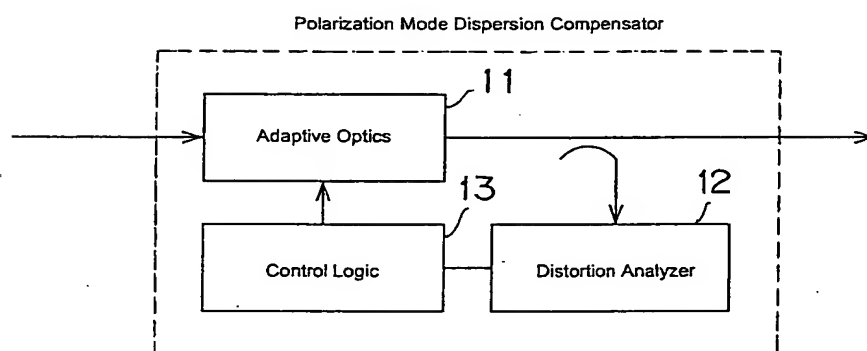 Polarization Mode Dispersion Compensator
11
Adaptive Optics
13
12
Control Logic
Distortion Analyzer